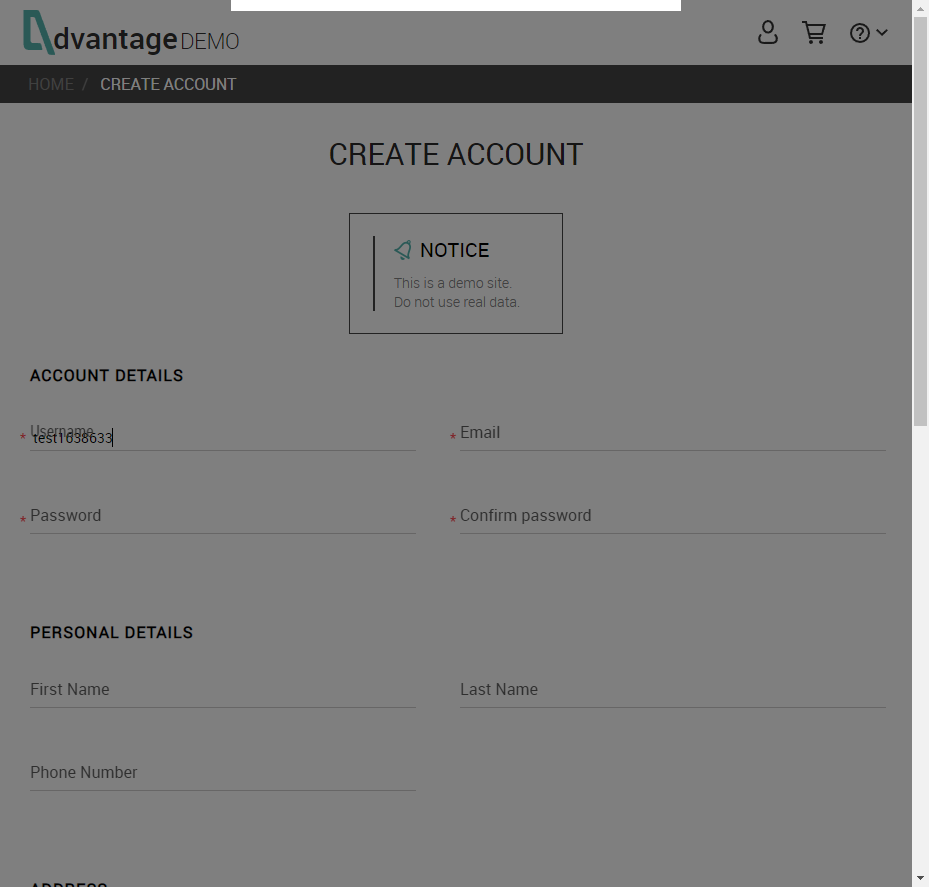 dvantage DEMO
HOME / CREATE ACCOUNT
CREATE ACCOUNT
NOTICE
This is a demo site.
Do not use real data.
ACCOUNT DETAILS
* Username
test1638633
* Email
* Password
* Confirm password
PERSONAL DETAILS
First Name
Last Name
Phone Number
ADDRESS